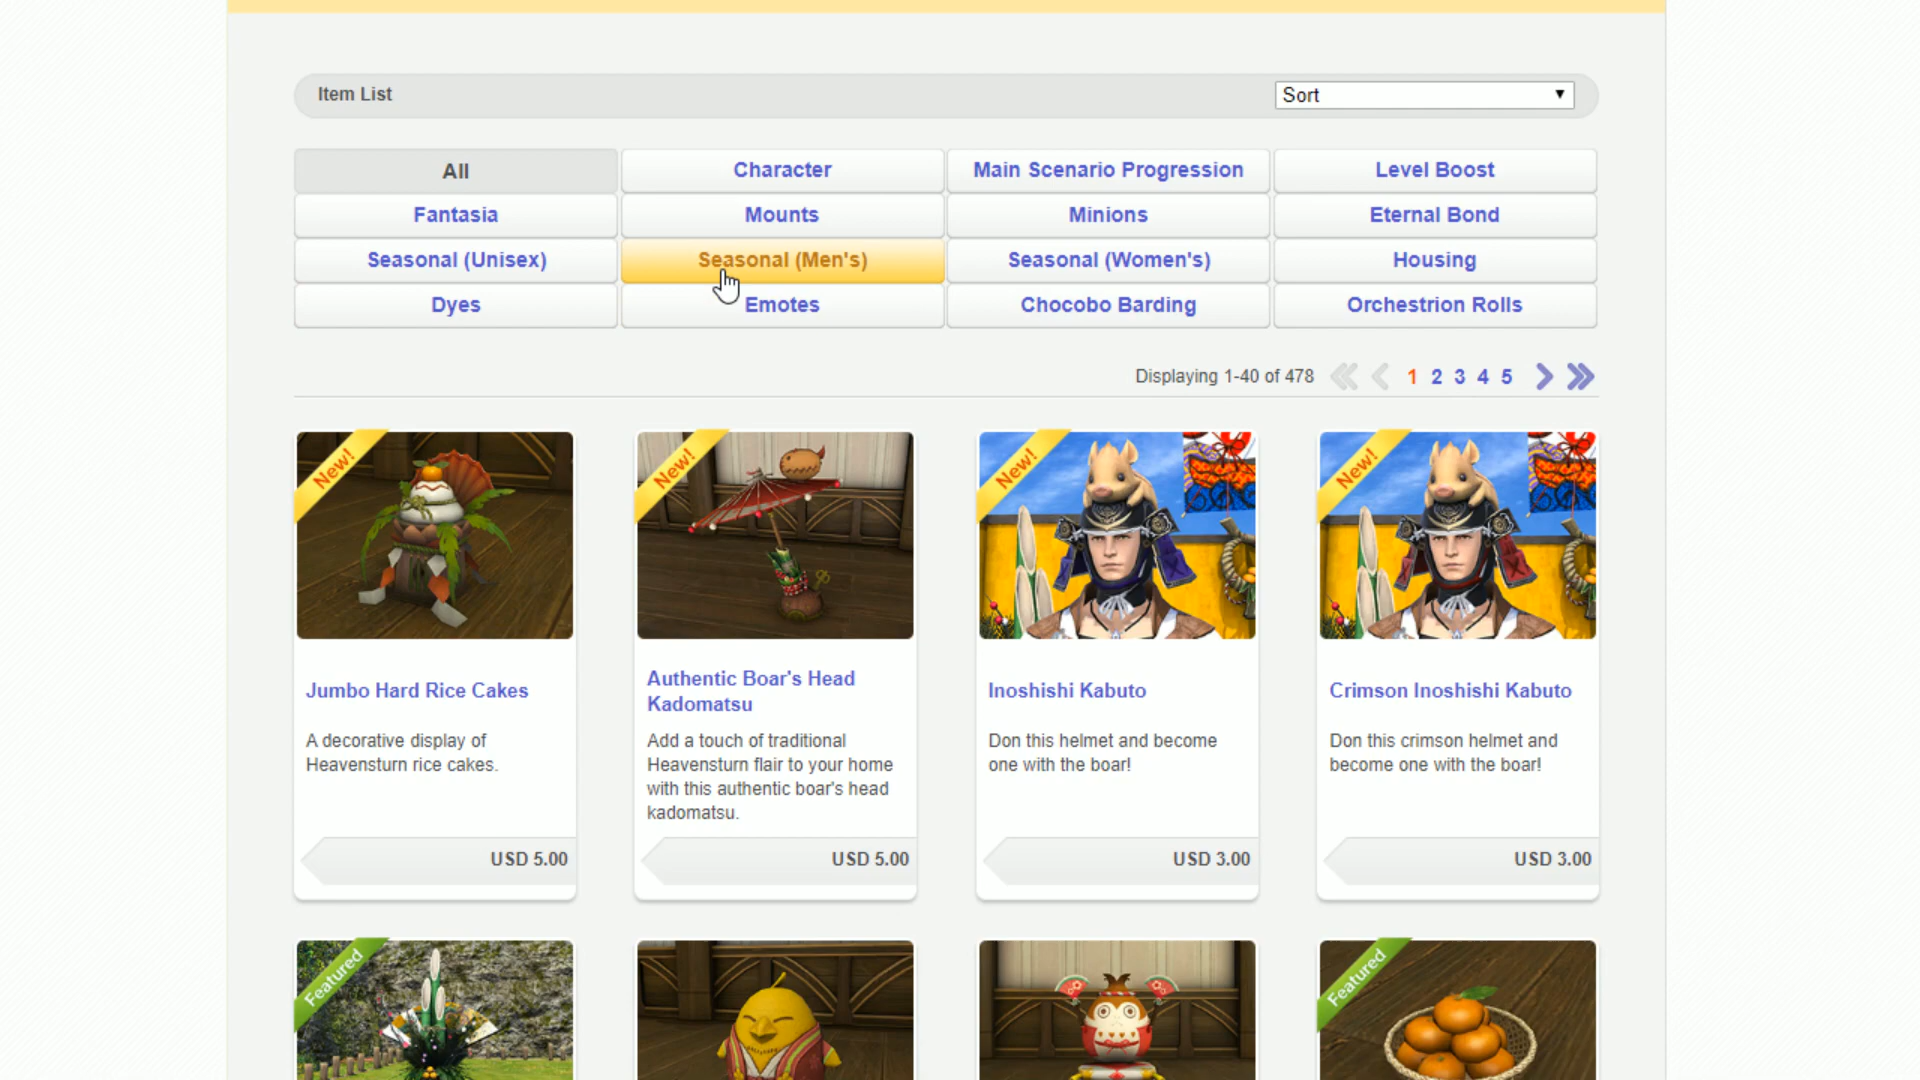 Item List
Sort
All
Character
Main Scenario Progression
Level Boost
Fantasia
Mounts
Minions
Eternal Bond
Seasonal (Unisex)
Seasonal (Men's)
Seasonal (Women's)
Housing
Dyes
Emotes
Chocobo Barding
Orchestrion Rolls
Displaying 1-40 of 478
1 2 3 4 5
New!
New!
New!
New!
Jumbo Hard Rice Cakes
A decorative display of
Heavensturn rice cakes.
USD 5.00
Authentic Boar's Head
Kadomatsu
Add a touch of traditional
Heavensturn flair to your home
with this authentic boar's head
kadomatsu.
USD 5.00
Inoshishi Kabuto
Don this helmet and become
one with the boar!
USD 3.00
Crimson Inoshishi Kabuto
Don this crimson helmet and
become one with the boar!
USD 3.00
Featured
Featured